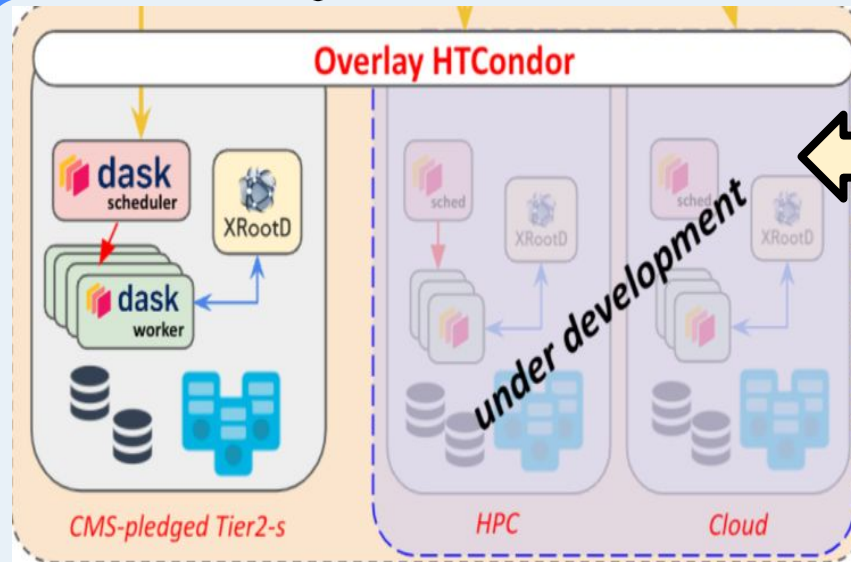 Overlay HTCondor
dask
scheduler
XRootD
dask
worker
sched
XRootD
sched
XRootD
under development
CMS-pledged Tier2-s
HPC
Cloud